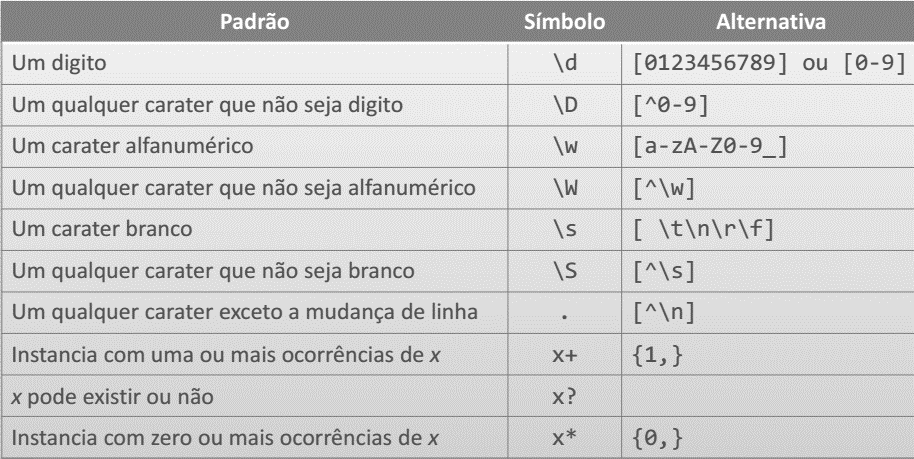 Padrão Símbolo Alternativa
Um digito \d [0123456789] ou [0-9]
Um qualquer carater que não seja digito \D [^0-9]
Um carater alfanumérico \w [a-zA-Z0-9_]
Um qualquer carater que não seja alfanumérico \W [^\w]
Um carater branco \s [ \t\n\r\f]
Um qualquer carater que não seja branco \S [^\s]
Um qualquer carater exceto a mudança de linha . [^\n]
Instancia com uma ou mais ocorrências de x x+ {1,}
x pode existir ou não x?
Instancia com zero ou mais ocorrências de x x* {0,}